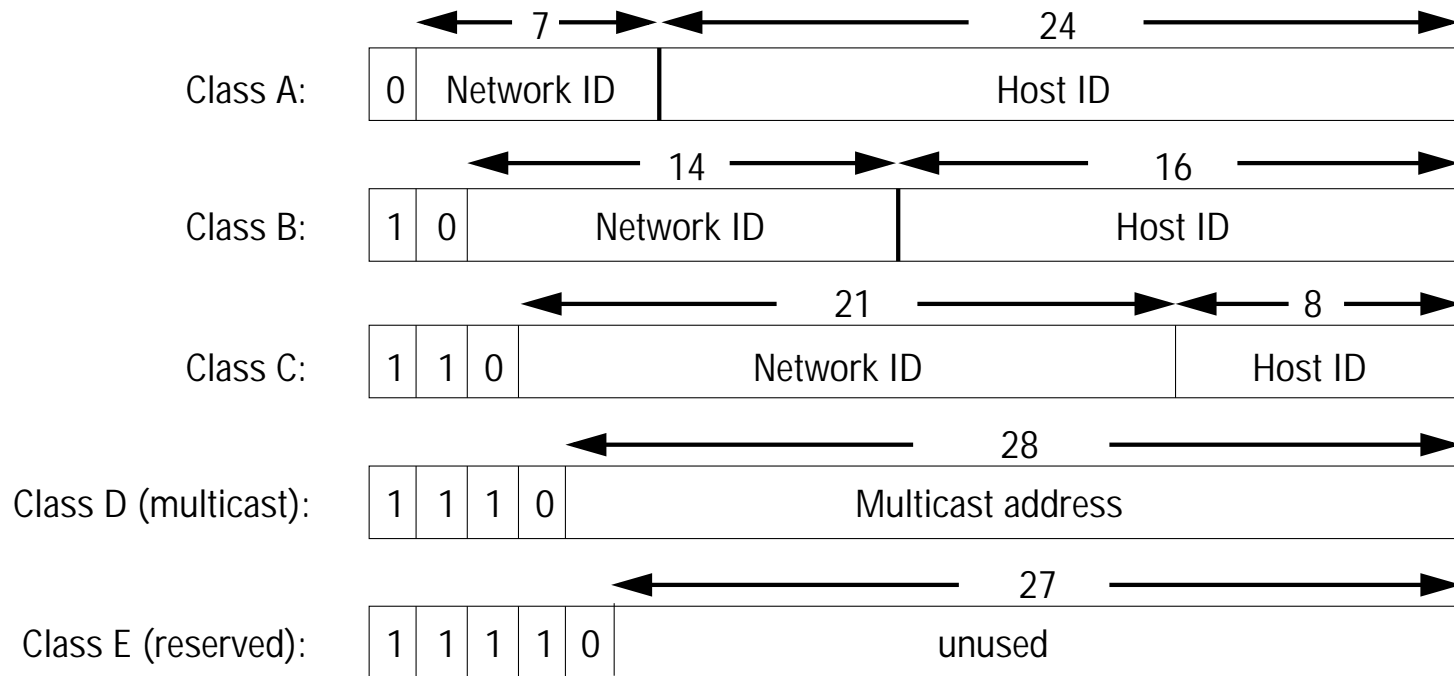 7 24
Class A: 0 Network ID Host ID
14 16
Class B: 1 0 Network ID Host ID
21 8
Class C: 1 1 0 Network ID Host ID
28
Class D (multicast): 1 1 1 0 Multicast address
27
Class E (reserved): 1 1 1 1 0 unused